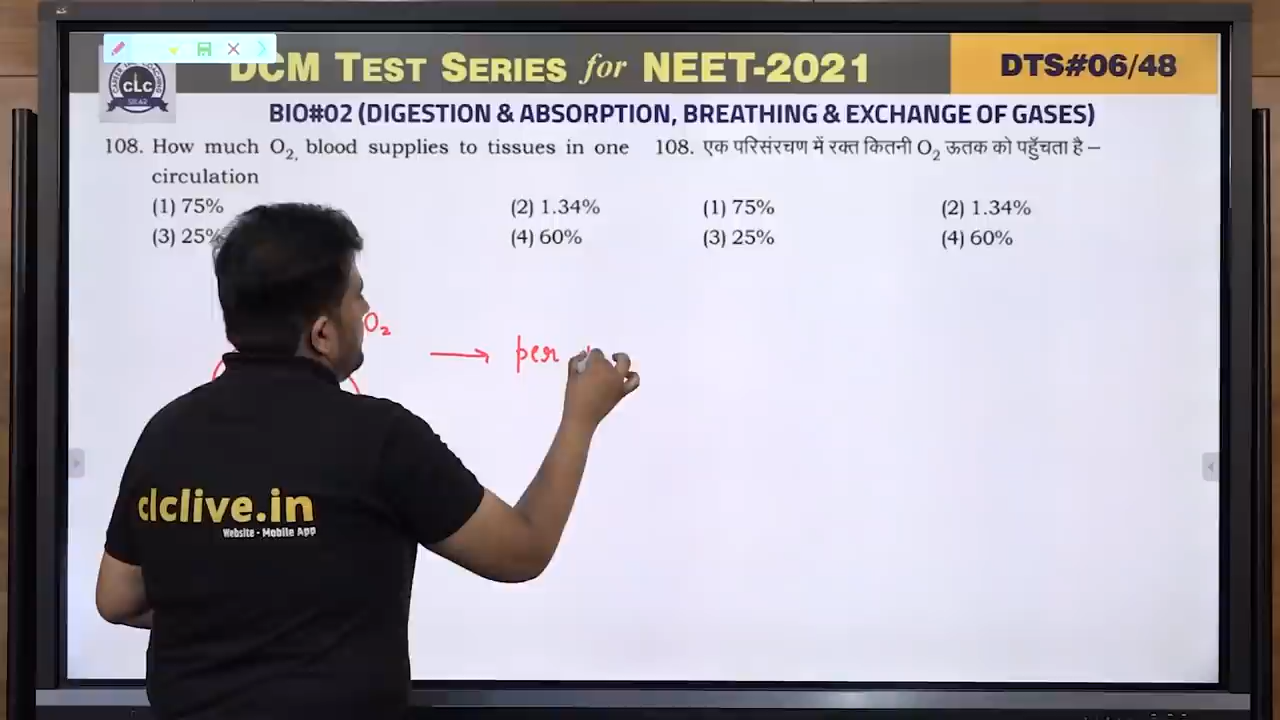 DCM TEST SERIES for NEET-2021
DTS#06/48
CLC
SIKAR
BIO#02 (DIGESTION & ABSORPTION, BREATHING & EXCHANGE OF GASES)
108. How much O2, blood supplies to tissues in one
circulation
(1) 75% (2) 1.34%
(3) 25% (4) 60%
108. एक परिसंरचण में रक्त कितनी O2 ऊतक को पहुँचता है –
(1) 75% (2) 1.34%
(3) 25% (4) 60%
O2
per
clclive.in
Website - Mobile App